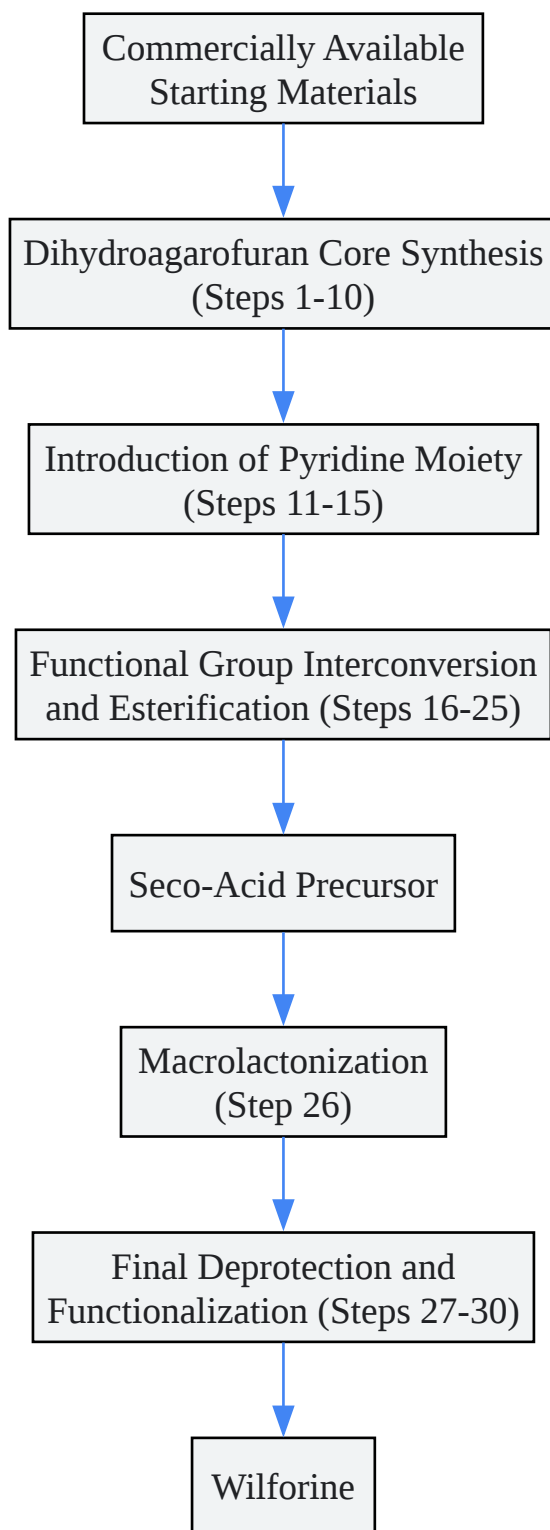 Commercially Available
Starting Materials
Dihydroagarofuran Core Synthesis
(Steps 1-10)
Introduction of Pyridine Moiety
(Steps 11-15)
Functional Group Interconversion
and Esterification (Steps 16-25)
Seco-Acid Precursor
Macrolactonization
(Step 26)
Final Deprotection and
Functionalization (Steps 27-30)
Wilforine